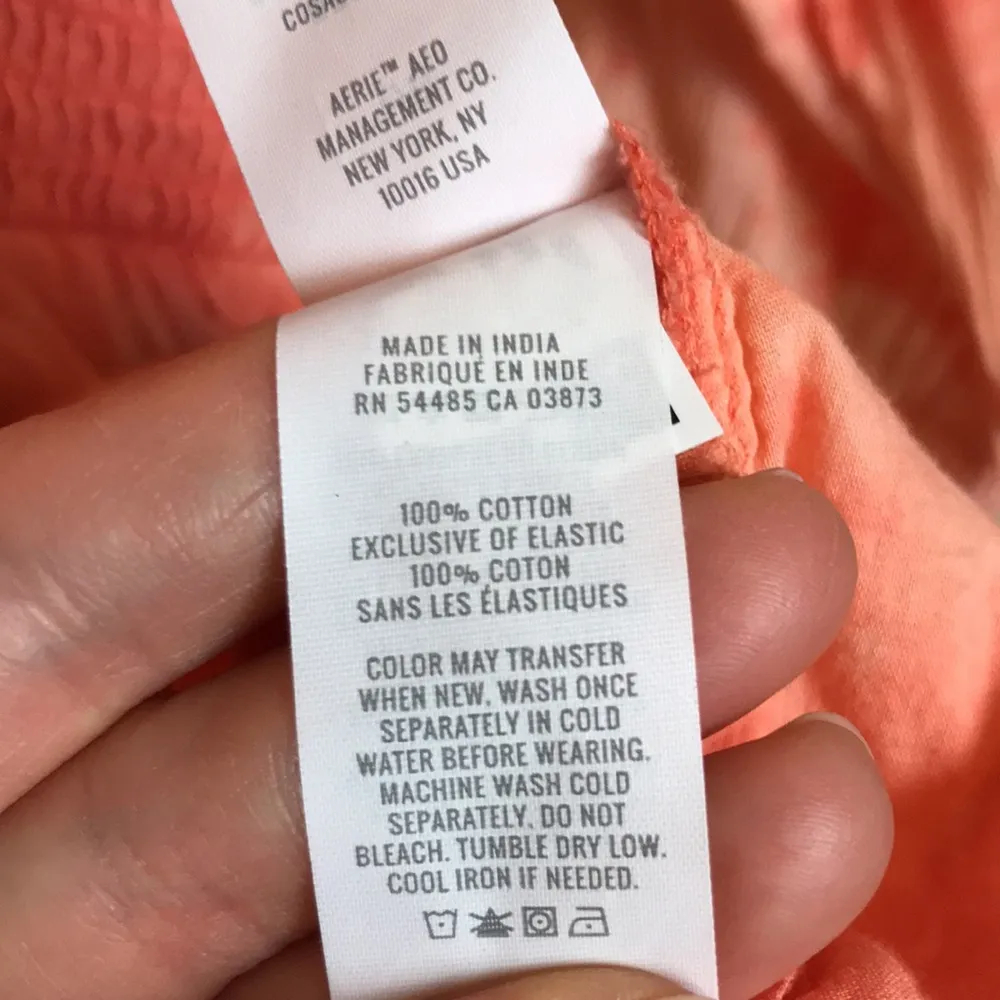 AERIE™ AEO
MANAGEMENT CO.
NEW YORK, NY
10016 USA
MADE IN INDIA
FABRIQUÉ EN INDE
RN 54485 CA 03873
100% COTTON
EXCLUSIVE OF ELASTIC
100% COTON
SANS LES ÉLASTIQUES
COLOR MAY TRANSFER
WHEN NEW. WASH ONCE
SEPARATELY IN COLD
WATER BEFORE WEARING.
MACHINE WASH COLD
SEPARATELY. DO NOT
BLEACH. TUMBLE DRY LOW.
COOL IRON IF NEEDED.